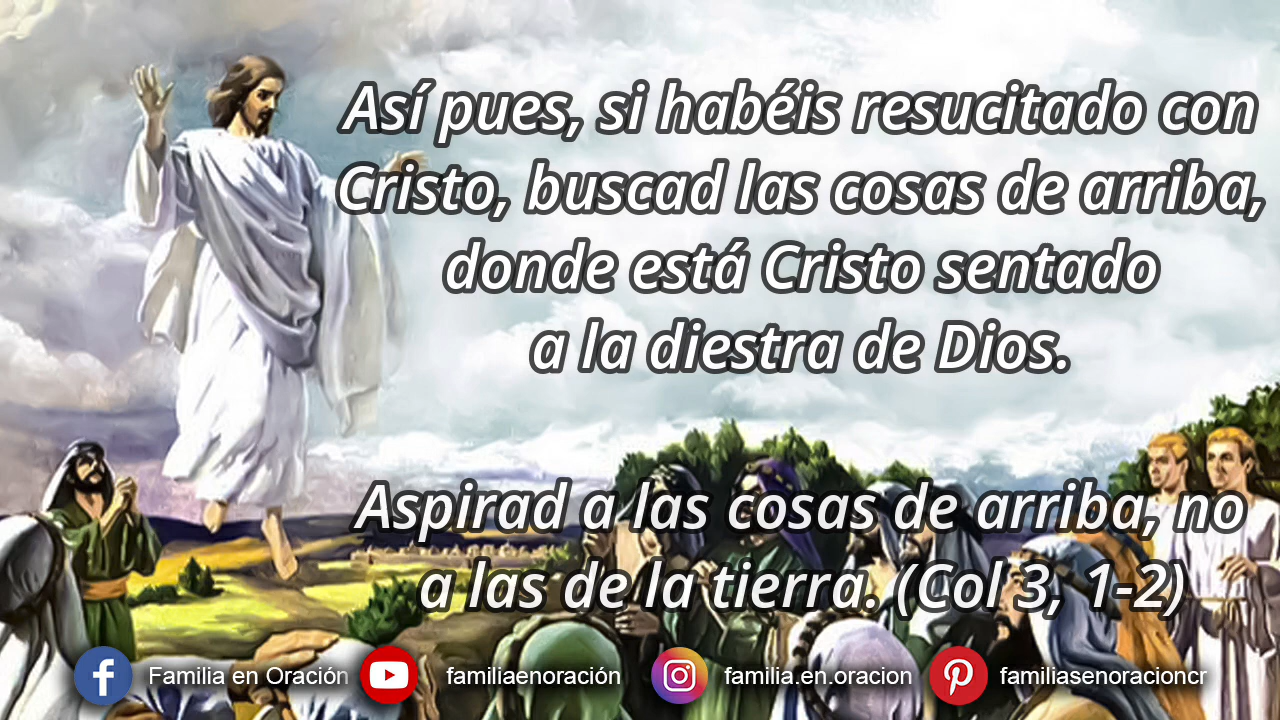 Así pues, si habéis resucitado con
Cristo, buscad las cosas de arriba,
donde está Cristo sentado
a la diestra de Dios.
Aspirad a las cosas de arriba, no
a las de la tierra. (Col 3, 1-2)
Familia en Oración familiaenoración familia.en.oracion familiasenoracioncr